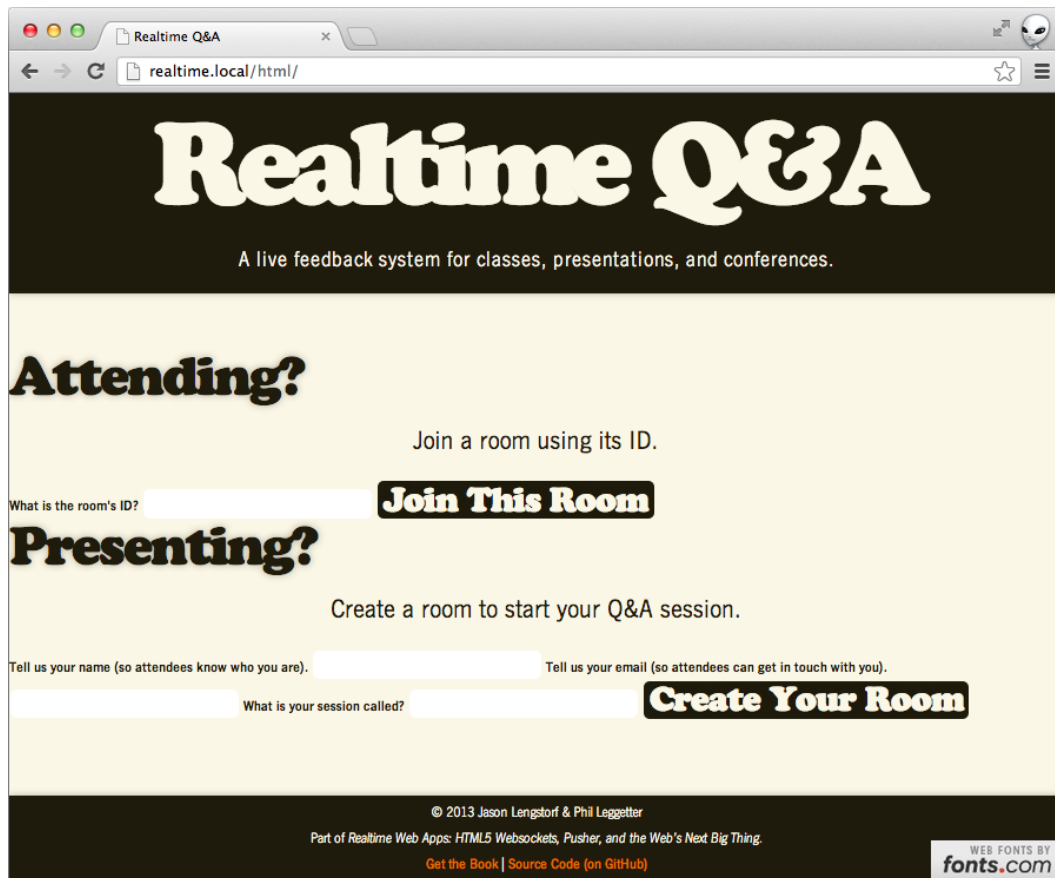 Realtime Q&A
realtime.local/html/
Realtime Q&A
A live feedback system for classes, presentations, and conferences.
Attending?
Join a room using its ID.
What is the room's ID? Join This Room
Presenting?
Create a room to start your Q&A session.
Tell us your name (so attendees know who you are). Tell us your email (so attendees can get in touch with you).
What is your session called? Create Your Room
© 2013 Jason Lengstorf & Phil Leggetter
Part of Realtime Web Apps: HTML5 Websockets, Pusher, and the Web's Next Big Thing.
Get the Book | Source Code (on GitHub)
WEB FONTS BY
fonts.com